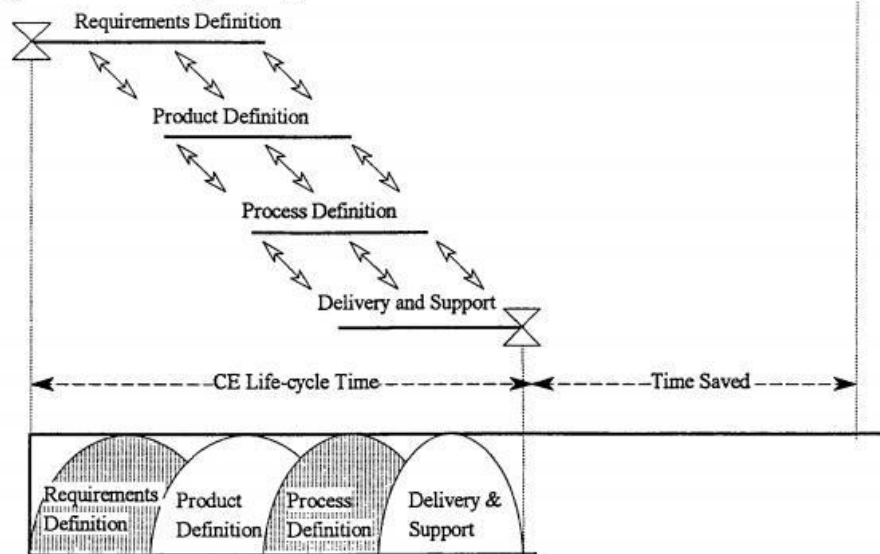 Requirements Definition
Product Definition
Process Definition
Delivery and Support
CE Life-cycle Time
Time Saved
Requirements
Definition
Product
Definition
Process
Definition
Delivery &
Support